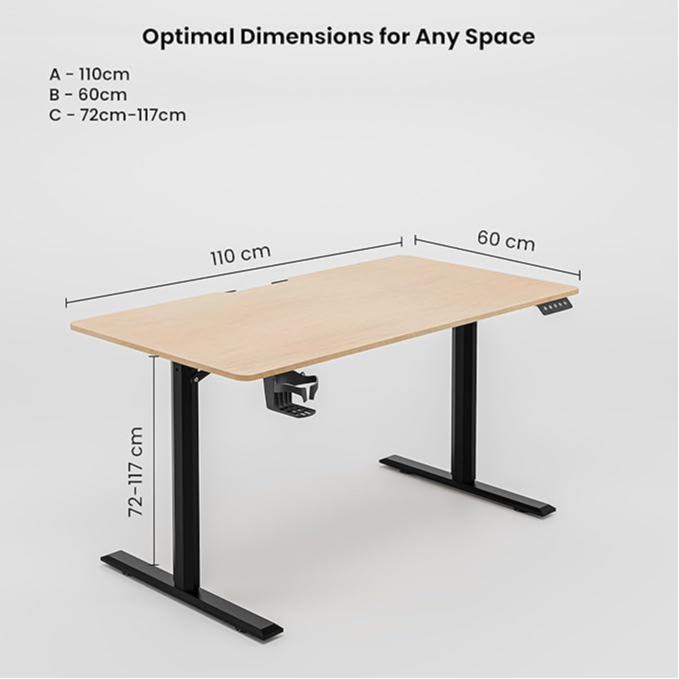 Optimal Dimensions for Any Space
A - 110cm
B - 60cm
C - 72cm-117cm
110 cm
60 cm
72-117 cm